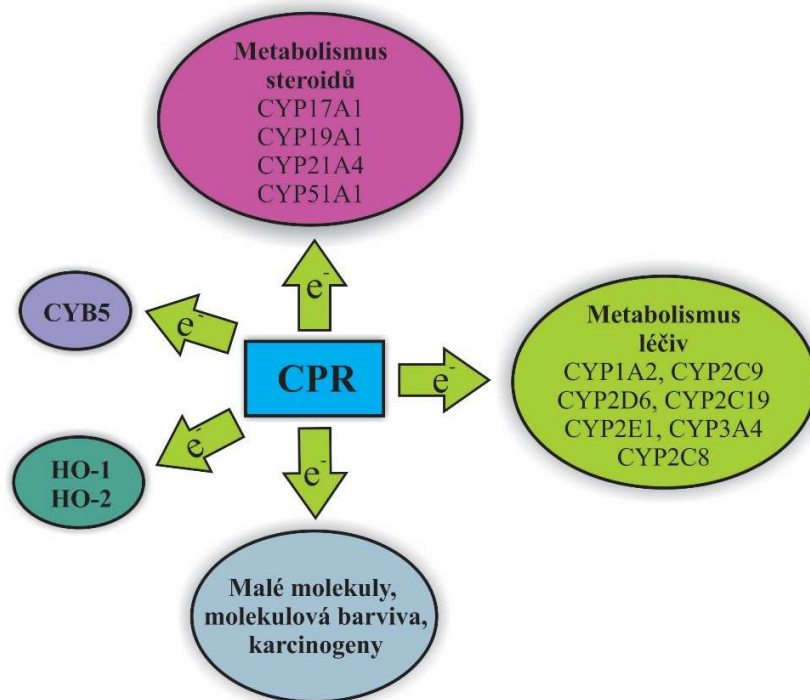 Metabolismus
steroidů
CYP17A1
CYP19A1
CYP21A4
CYP51A1
e⁻
CYB5
e⁻
CPR
e⁻
Metabolismus
léčiv
CYP1A2, CYP2C9
CYP2D6, CYP2C19
CYP2E1, CYP3A4
CYP2C8
HO-1
HO-2
e⁻
e⁻
Malé molekuly,
molekulová barviva,
karcinogeny